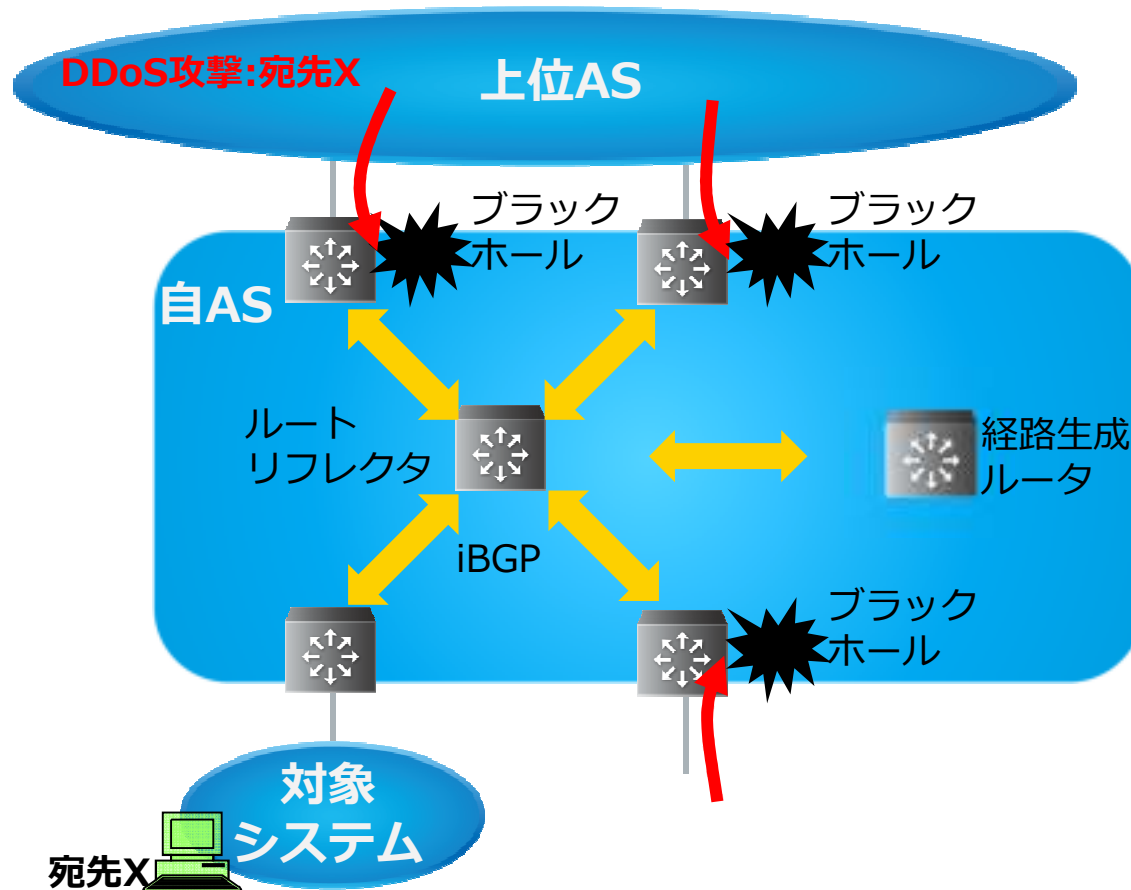 DDoS攻撃:宛先X
上位AS
ブラック
ホール
ブラック
ホール
自AS
ルート
リフレクタ
経路生成
ルータ
iBGP
ブラック
ホール
対象
システム
宛先X